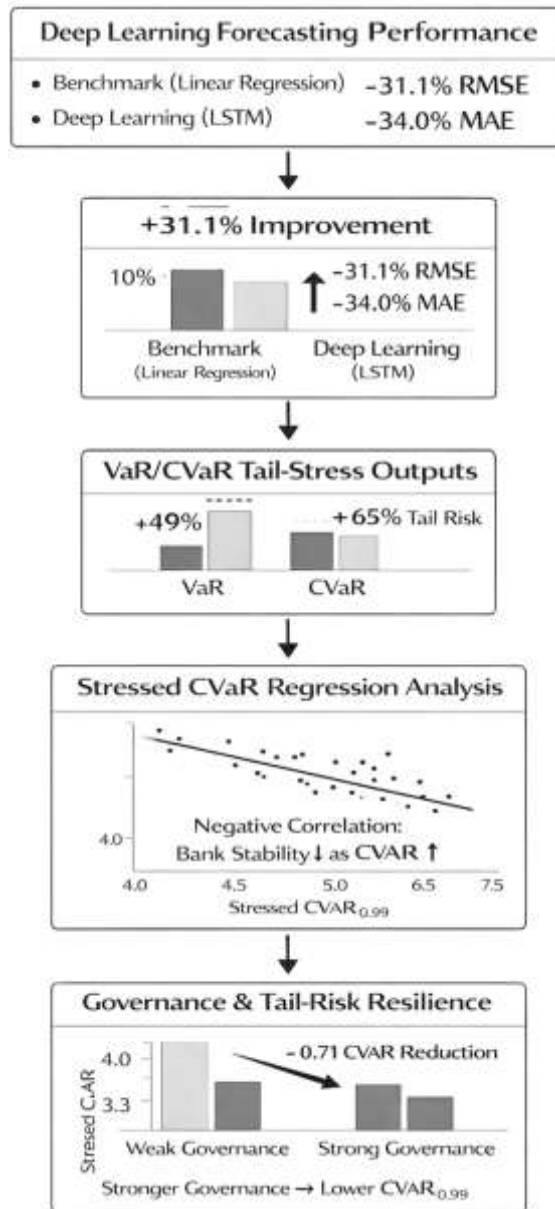 Deep Learning Forecasting Performance
• Benchmark (Linear Regression) -31.1% RMSE
• Deep Learning (LSTM) -34.0% MAE
+31.1% Improvement
10%
-31.1% RMSE
-34.0% MAE
Benchmark
(Linear Regression)
Deep Learning
(LSTM)
VaR/CVaR Tail-Stress Outputs
+49%
+65% Tail Risk
VaR
CVaR
Stressed CVaR Regression Analysis
4.0
Negative Correlation:
Bank Stability ↓ as CVAR ↑
4.0 4.5 5.0 6.5 7.5
Stressed CVAR0.99
Governance & Tail-Risk Resilience
Stresed C.AR
4.0
3.3
-0.71 CVAR Reduction
Weak Governance
Strong Governance
Stronger Governance → Lower CVAR0.99